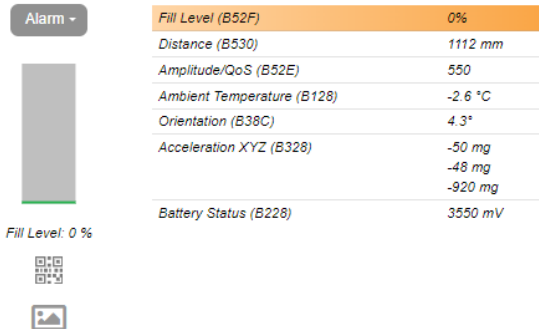 Alarm
Fill Level (B52F) 0%
Distance (B530) 1112 mm
Amplitude/QoS (B52E) 550
Ambient Temperature (B128) -2.6 °C
Orientation (B38C) 4.3°
Acceleration XYZ (B328) -50 mg
-48 mg
-920 mg
Battery Status (B228) 3550 mV
Fill Level: 0 %